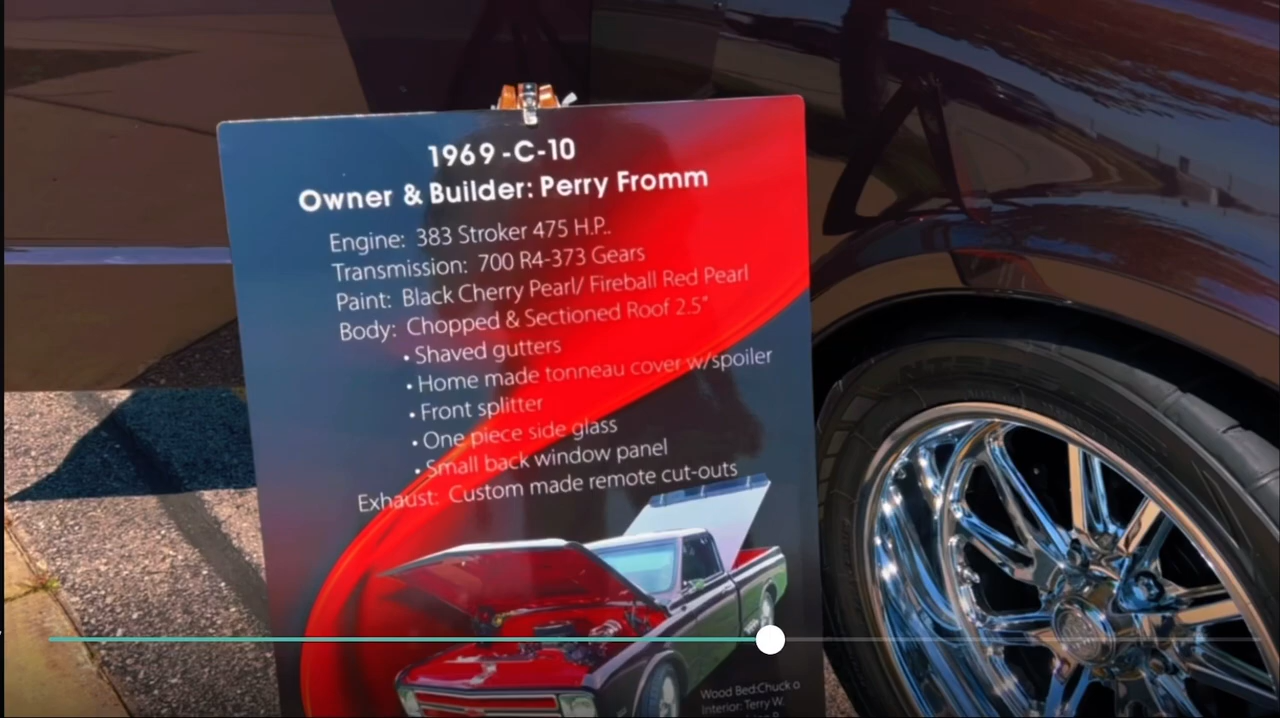 1969-C-10
Owner & Builder: Perry Fromm
Engine: 383 Stroker 475 H.P..
Transmission: 700 R4-373 Gears
Paint: Black Cherry Pearl/ Fireball Red Pearl
Body: Chopped & Sectioned Roof 2.5"
• Shaved gutters
• Home made tonneau cover w/spoiler
• Front splitter
• One piece side glass
• Small back window panel
Exhaust: Custom made remote cut-outs
Wood Bed:Chuck o
Interior: Terry W.